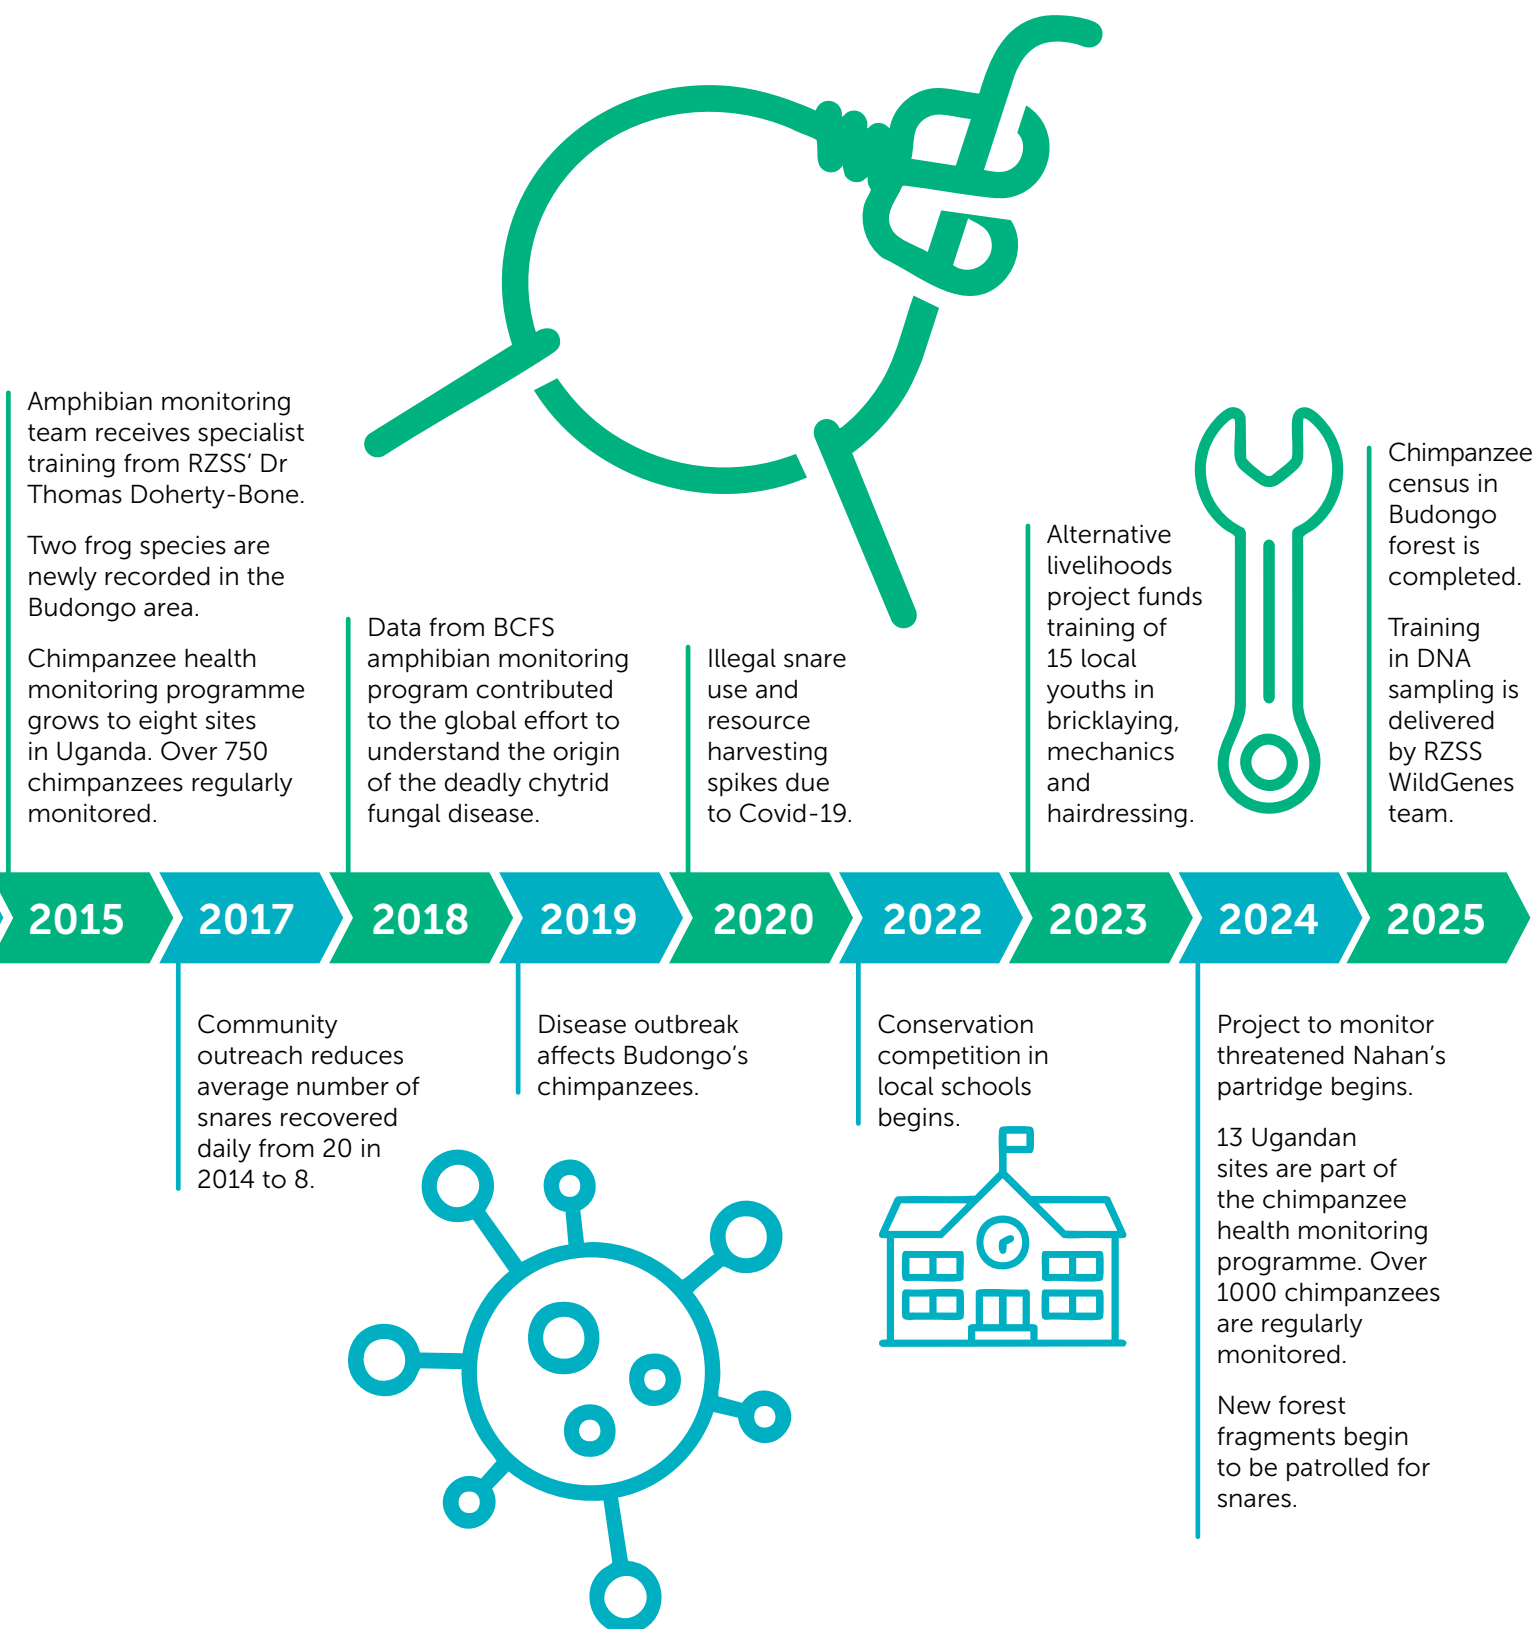 Amphibian monitoring
team receives specialist
training from RZSS’ Dr
Thomas Doherty-Bone.
Two frog species are
newly recorded in the
Budongo area.
Chimpanzee health
monitoring programme
grows to eight sites
in Uganda. Over 750
chimpanzees regularly
monitored.
Data from BCFS
amphibian monitoring
program contributed
to the global effort to
understand the origin
of the deadly chytrid
fungal disease.
Illegal snare
use and
resource
harvesting
spikes due
to Covid-19.
Alternative
livelihoods
project funds
training of
15 local
youths in
bricklaying,
mechanics
and
hairdressing.
Chimpanzee
census in
Budongo
forest is
completed.
Training
in DNA
sampling is
delivered
by RZSS
WildGenes
team.
2015
2017
2018
2019
2020
2022
2023
2024
2025
Community
outreach reduces
average number of
snares recovered
daily from 20 in
2014 to 8.
Disease outbreak
affects Budongo’s
chimpanzees.
Conservation
competition in
local schools
begins.
Project to monitor
threatened Nahan’s
partridge begins.
13 Ugandan
sites are part of
the chimpanzee
health monitoring
programme. Over
1000 chimpanzees
are regularly
monitored.
New forest
fragments begin
to be patrolled for
snares.